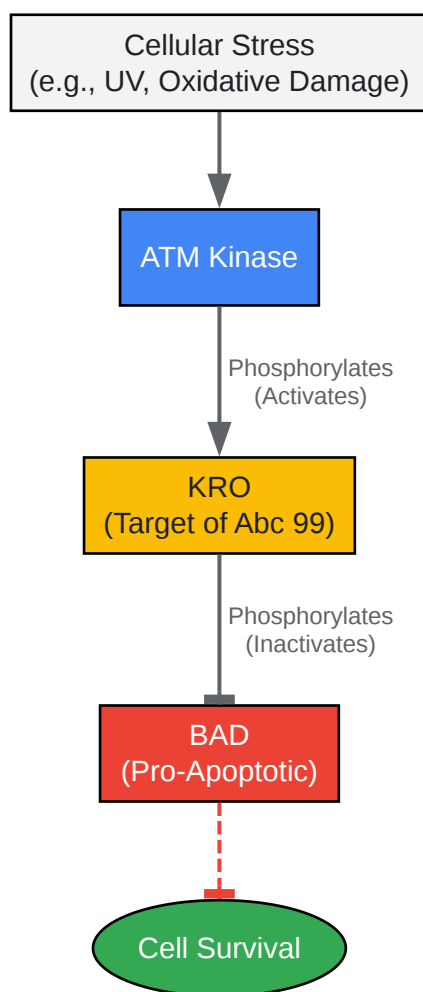 Cellular Stress
(e.g., UV, Oxidative Damage)
ATM Kinase
Phosphorylates
(Activates)
KRO
(Target of Abc 99)
Phosphorylates
(Inactivates)
BAD
(Pro-Apoptotic)
Cell Survival